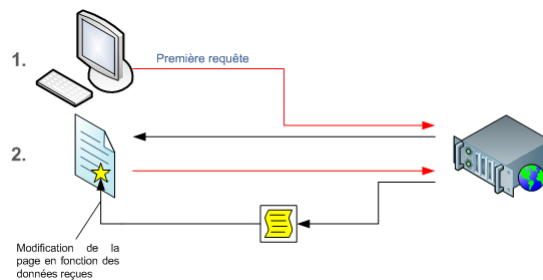 1.
Première requête
2.
Modification de la
page en fonction des
données reçues